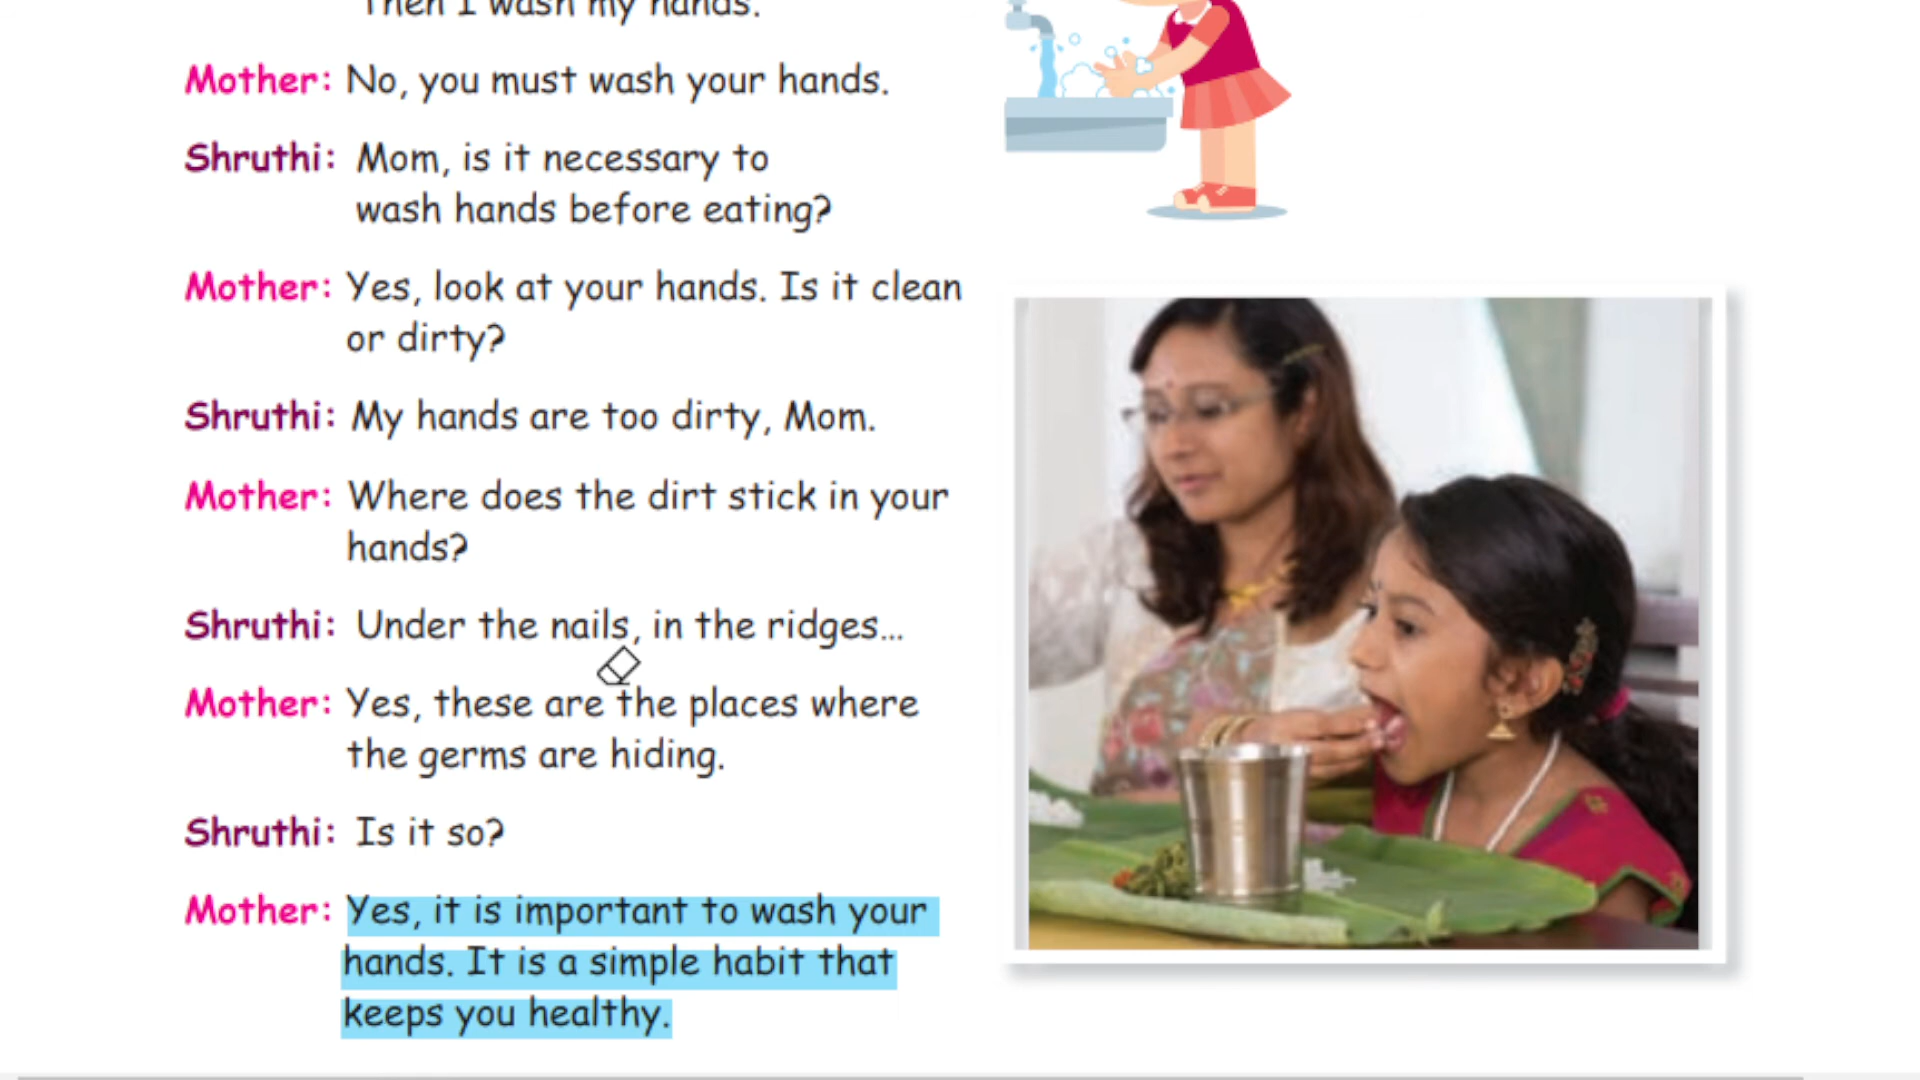 Then I wash my hands.
Mother: No, you must wash your hands.
Shruthi: Mom, is it necessary to
wash hands before eating?
Mother: Yes, look at your hands. Is it clean
or dirty?
Shruthi: My hands are too dirty, Mom.
Mother: Where does the dirt stick in your
hands?
Shruthi: Under the nails, in the ridges...
Mother: Yes, these are the places where
the germs are hiding.
Shruthi: Is it so?
Mother: Yes, it is important to wash your
hands. It is a simple habit that
keeps you healthy.